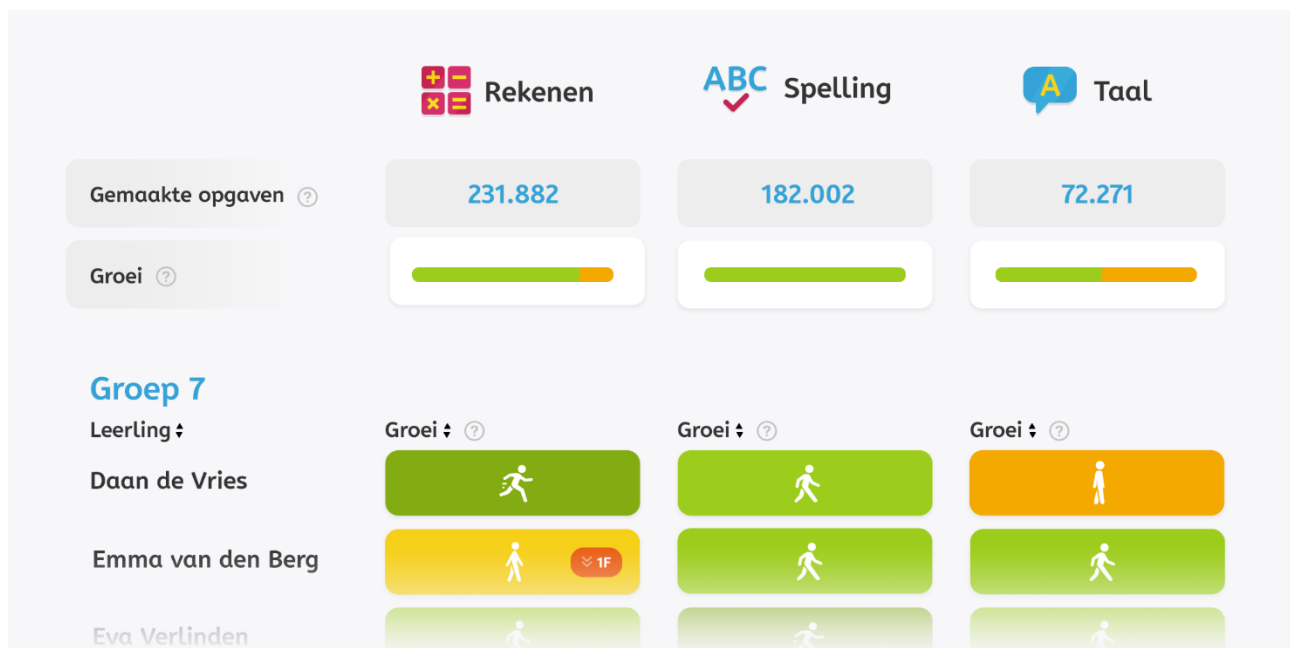 Rekenen
ABC Spelling
A Taal
Gemaakte opgaven ? 231.882 182.002 72.271
Groei ?
Groep 7
Leerling Groei ? Groei ? Groei ?
Daan de Vries
Emma van den Berg 1F
Eva Verlinden